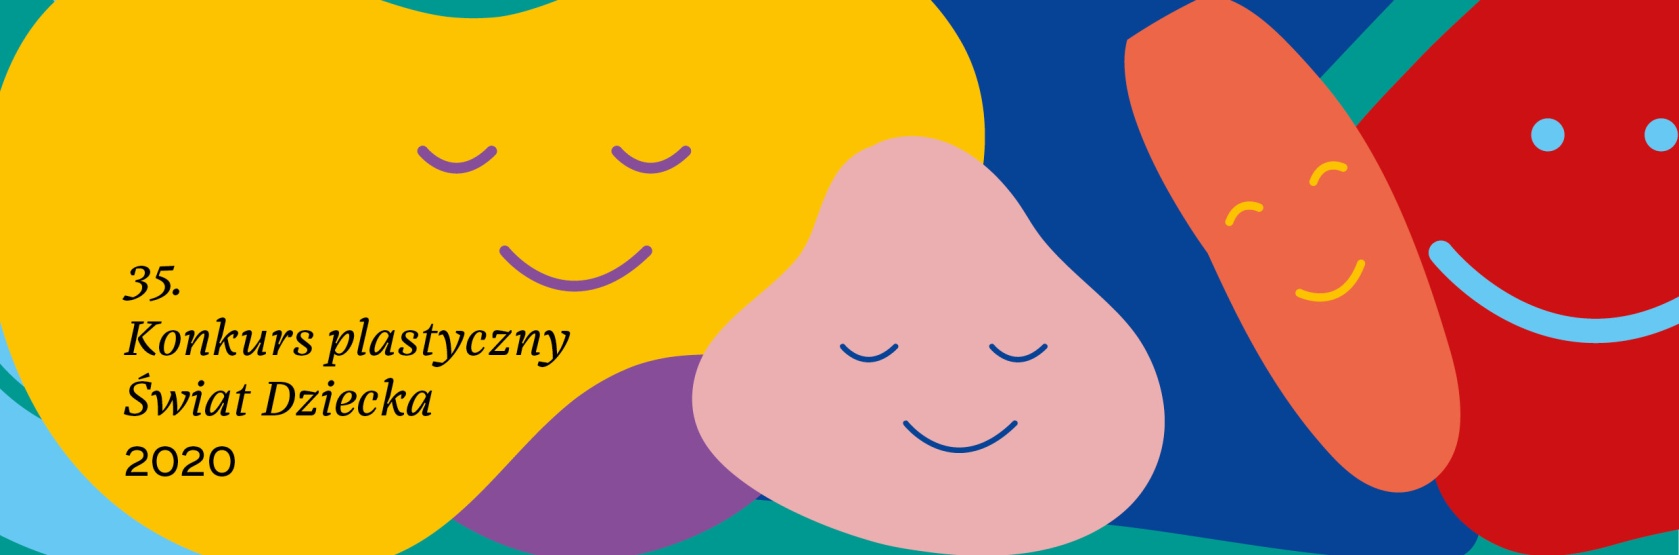 35.
Konkurs plastyczny
Świat Dziecka
2020